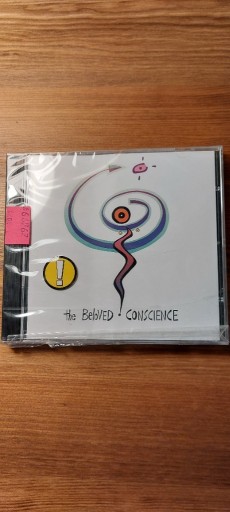 !
the BeLoVED • CONSCIENCE